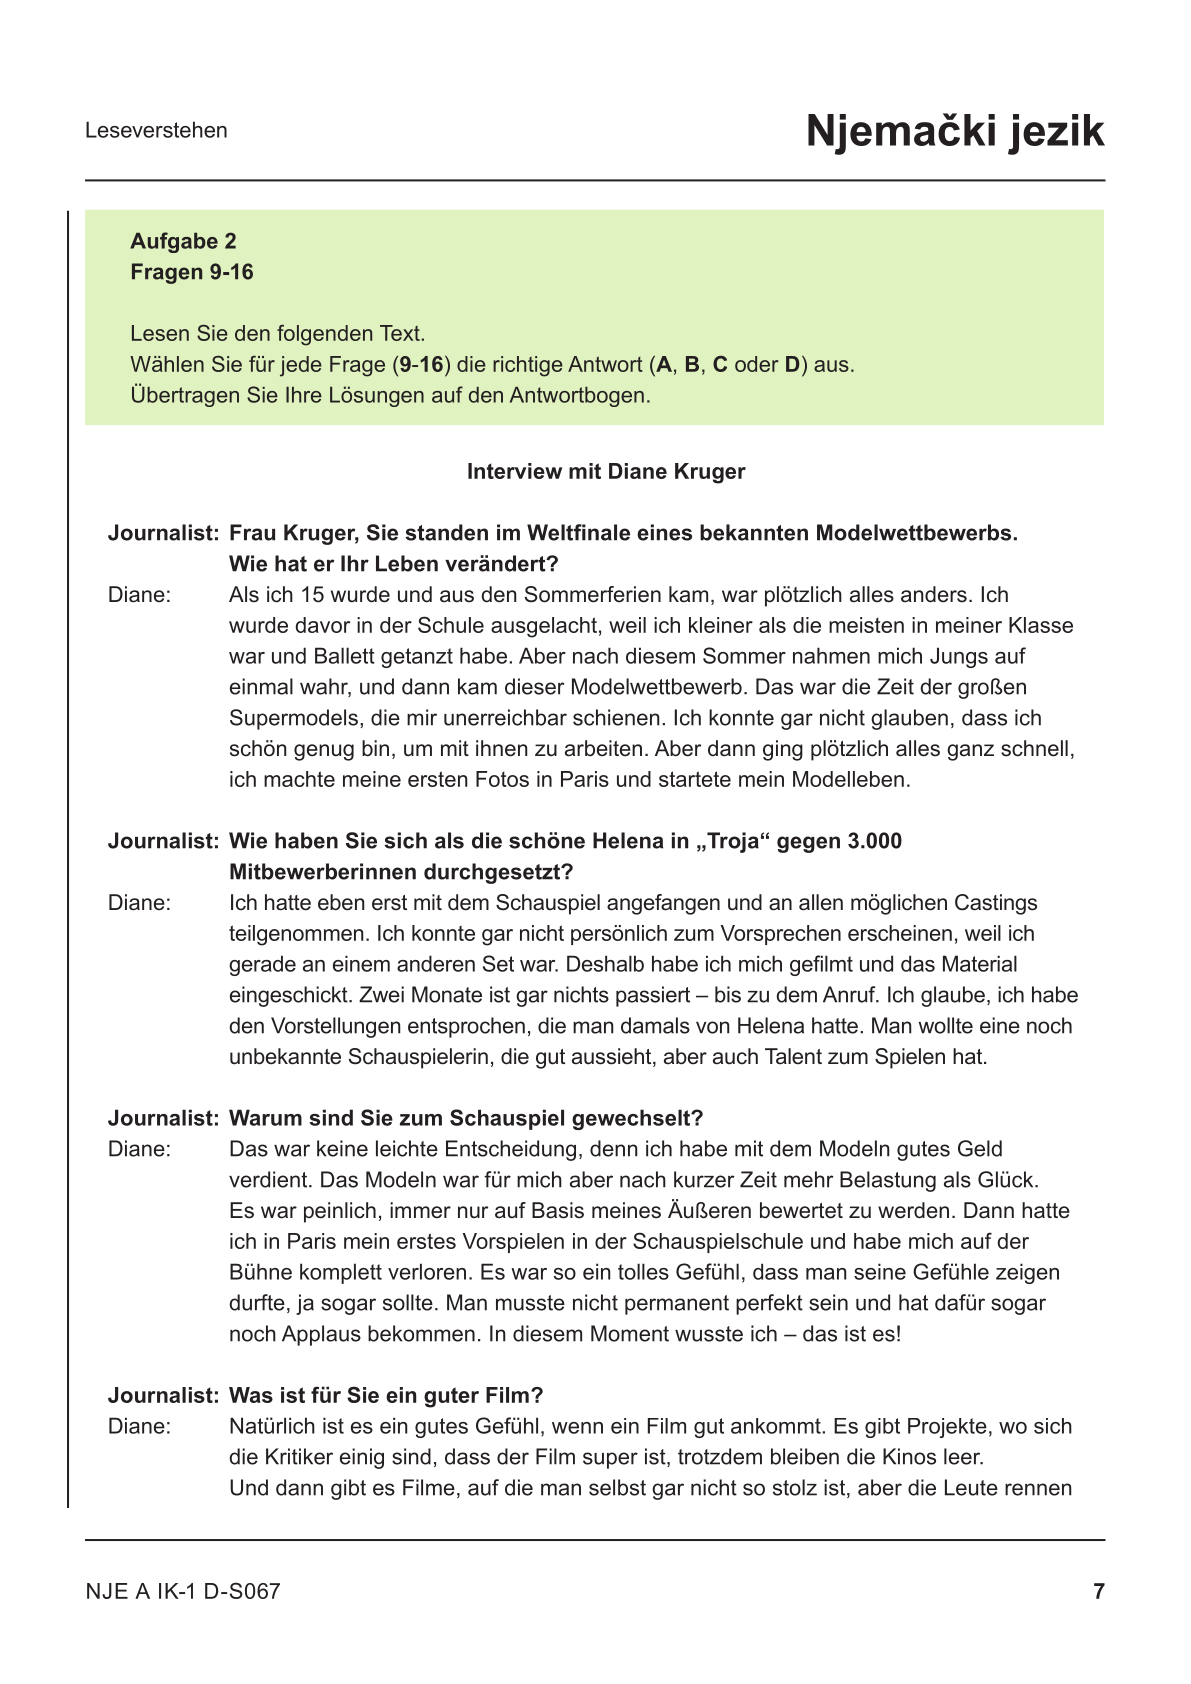 Leseverstehen
Njemački jezik
Aufgabe 2
Fragen 9-16
Lesen Sie den folgenden Text.
Wählen Sie für jede Frage (9-16) die richtige Antwort (A, B, C oder D) aus.
Übertragen Sie Ihre Lösungen auf den Antwortbogen.
Interview mit Diane Kruger
Journalist: Frau Kruger, Sie standen im Weltfinale eines bekannten Modelwettbewerbs.
Wie hat er Ihr Leben verändert?
Diane: Als ich 15 wurde und aus den Sommerferien kam, war plötzlich alles anders. Ich
wurde davor in der Schule ausgelacht, weil ich kleiner als die meisten in meiner Klasse
war und Ballett getanzt habe. Aber nach diesem Sommer nahmen mich Jungs auf
einmal wahr, und dann kam dieser Modelwettbewerb. Das war die Zeit der großen
Supermodels, die mir unerreichbar schienen. Ich konnte gar nicht glauben, dass ich
schön genug bin, um mit ihnen zu arbeiten. Aber dann ging plötzlich alles ganz schnell,
ich machte meine ersten Fotos in Paris und startete mein Modelleben.
Journalist: Wie haben Sie sich als die schöne Helena in „Troja“ gegen 3.000
Mitbewerberinnen durchgesetzt?
Diane: Ich hatte eben erst mit dem Schauspiel angefangen und an allen möglichen Castings
teilgenommen. Ich konnte gar nicht persönlich zum Vorsprechen erscheinen, weil ich
gerade an einem anderen Set war. Deshalb habe ich mich gefilmt und das Material
eingeschickt. Zwei Monate ist gar nichts passiert – bis zu dem Anruf. Ich glaube, ich habe
den Vorstellungen entsprochen, die man damals von Helena hatte. Man wollte eine noch
unbekannte Schauspielerin, die gut aussieht, aber auch Talent zum Spielen hat.
Journalist: Warum sind Sie zum Schauspiel gewechselt?
Diane: Das war keine leichte Entscheidung, denn ich habe mit dem Modeln gutes Geld
verdient. Das Modeln war für mich aber nach kurzer Zeit mehr Belastung als Glück.
Es war peinlich, immer nur auf Basis meines Äußeren bewertet zu werden. Dann hatte
ich in Paris mein erstes Vorspielen in der Schauspielschule und habe mich auf der
Bühne komplett verloren. Es war so ein tolles Gefühl, dass man seine Gefühle zeigen
durfte, ja sogar sollte. Man musste nicht permanent perfekt sein und hat dafür sogar
noch Applaus bekommen. In diesem Moment wusste ich – das ist es!
Journalist: Was ist für Sie ein guter Film?
Diane: Natürlich ist es ein gutes Gefühl, wenn ein Film gut ankommt. Es gibt Projekte, wo sich
die Kritiker einig sind, dass der Film super ist, trotzdem bleiben die Kinos leer.
Und dann gibt es Filme, auf die man selbst gar nicht so stolz ist, aber die Leute rennen
NJE A IK-1 D-S067
7